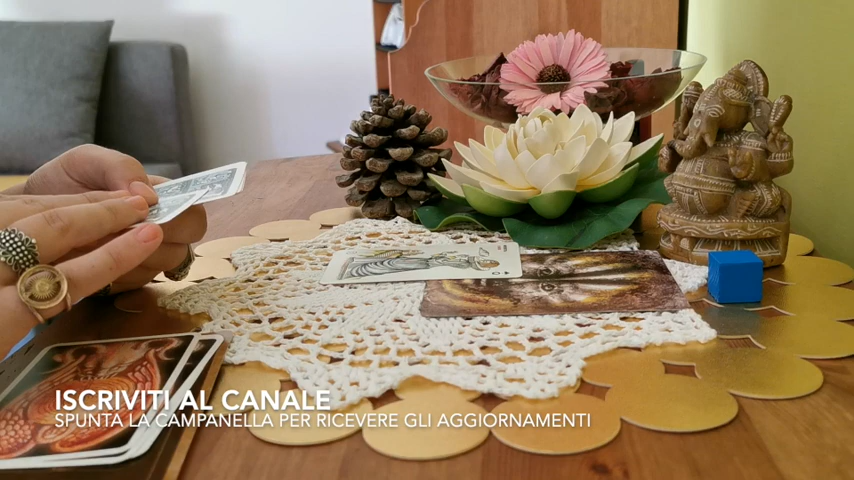 ISCRIVITI AL CANALE
SPUNTA LA CAMPANELLA PER RICEVERE GLI AGGIORNAMENTI